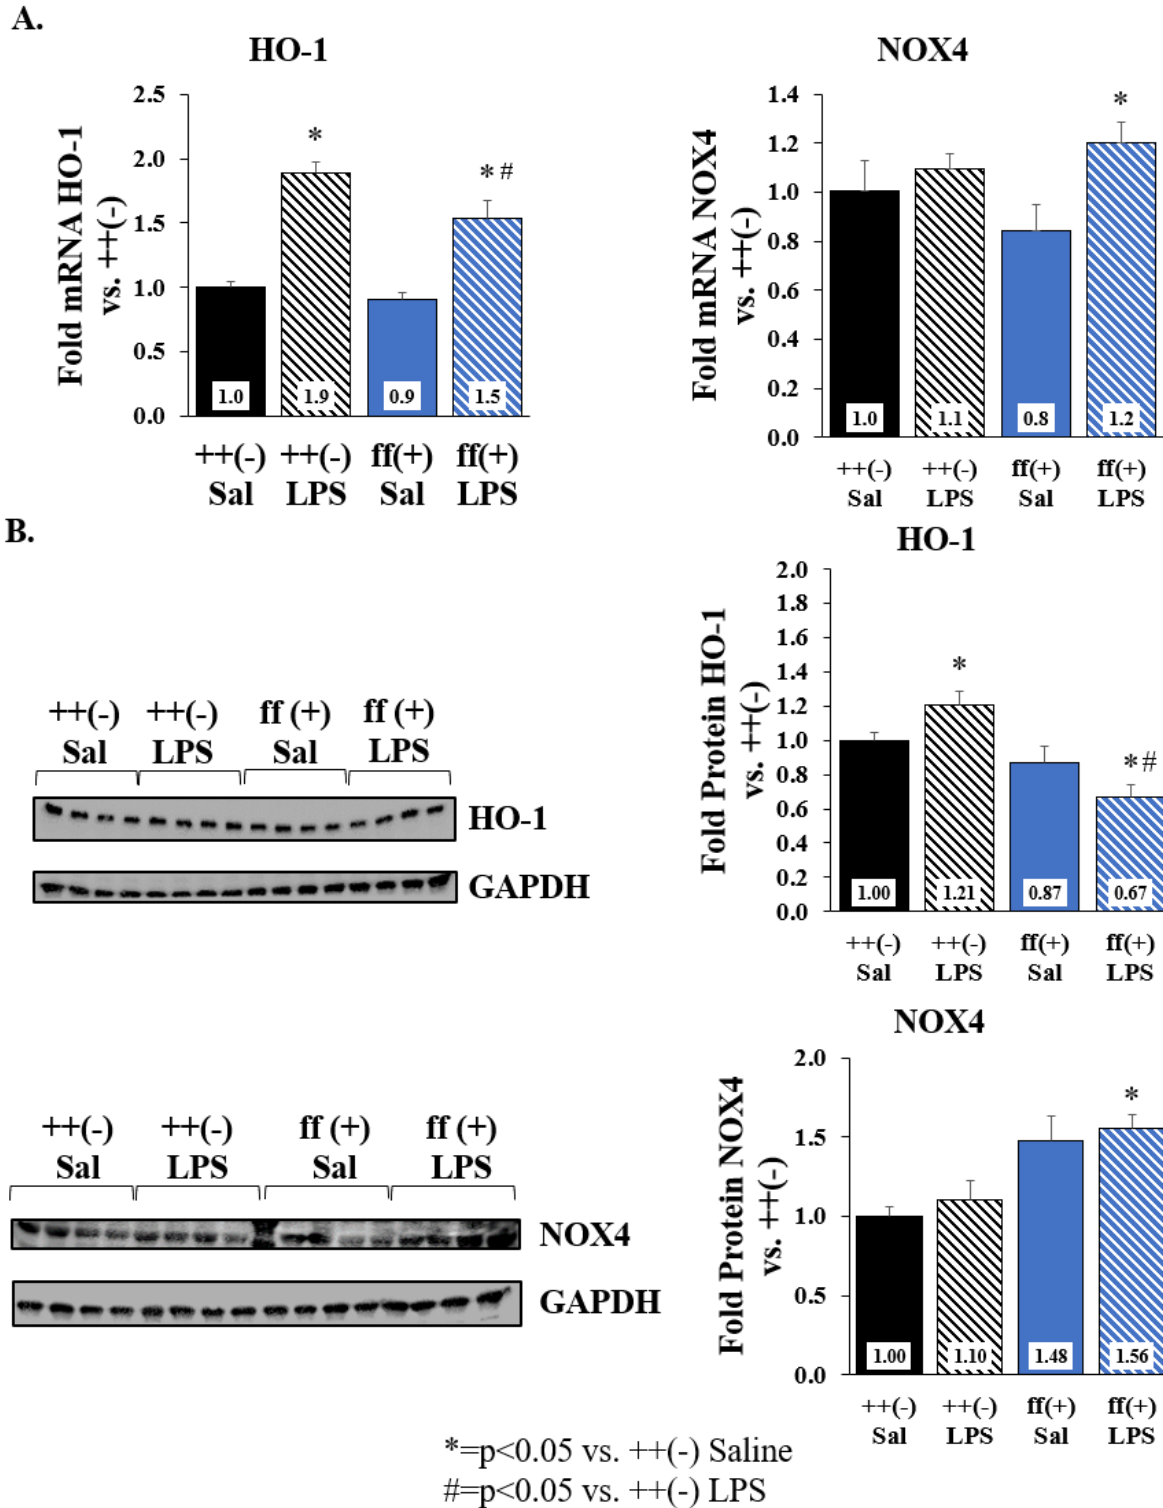 A.
HO-1
Fold mRNA HO-1
vs. ++(-)
2.5
2.0
1.5
1.0
0.5
0.0
*
* #
1.0
1.9
0.9
1.5
++(-) ++(-) ff(+) ff(+)
Sal LPS Sal LPS
NOX4
Fold mRNA NOX4
vs. ++(-)
1.4
1.2
1.0
0.8
0.6
0.4
0.2
0.0
*
1.0
1.1
0.8
1.2
++(-) ++(-) ff(+) ff(+)
Sal LPS Sal LPS
B.
++(-) ++(-) ff (+) ff (+)
Sal LPS Sal LPS
HO-1
GAPDH
HO-1
Fold Protein HO-1
vs. ++(-)
2.0
1.8
1.6
1.4
1.2
1.0
0.8
0.6
0.4
0.2
0.0
*
*#
1.00
1.21
0.87
0.67
++(-) ++(-) ff(+) ff(+)
Sal LPS Sal LPS
++(-) ++(-) ff (+) ff (+)
Sal LPS Sal LPS
NOX4
GAPDH
NOX4
Fold Protein NOX4
vs. ++(-)
2.0
1.5
1.0
0.5
0.0
*
1.00
1.10
1.48
1.56
++(-) ++(-) ff(+) ff(+)
Sal LPS Sal LPS
*=p<0.05 vs. ++(-) Saline
#=p<0.05 vs. ++(-) LPS